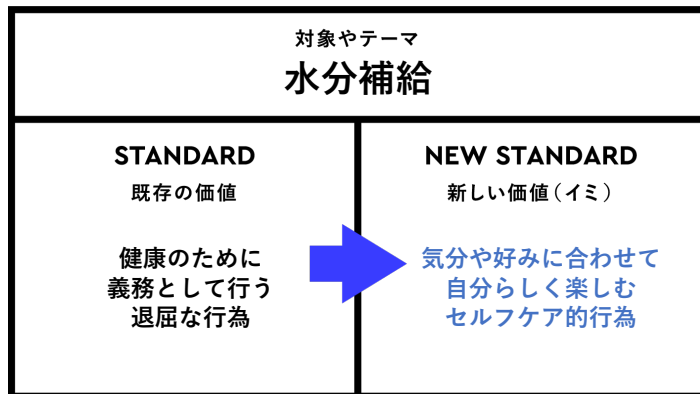 対象やテーマ
水分補給
STANDARD
既存の価値
健康のために
義務として行う
退屈な行為
NEW STANDARD
新しい価値（イミ）
気分や好みに合わせて
自分らしく楽しむ
セルフケア的行為